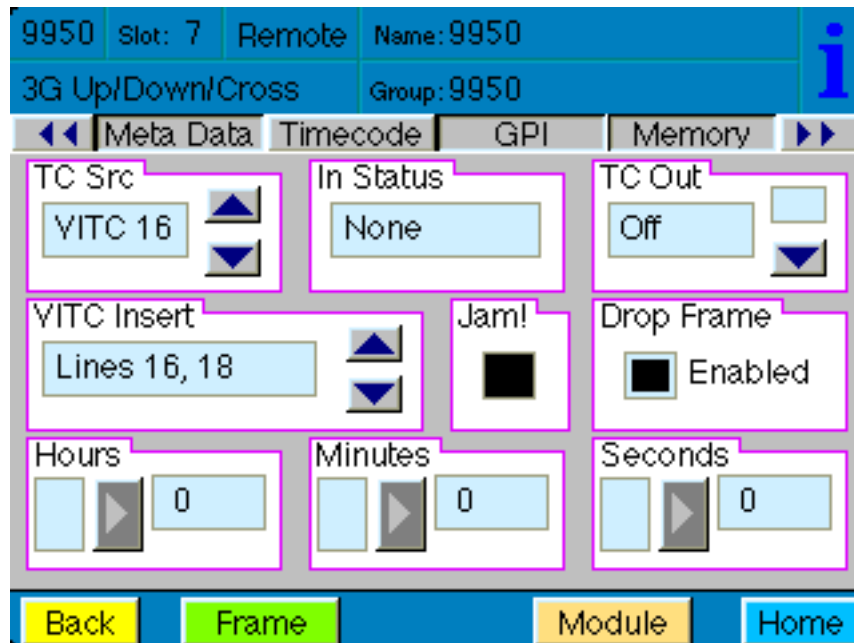 9950 Slot: 7 Remote Name: 9950
3G Up/Down/Cross Group: 9950
Meta Data Timecode GPI Memory
TC Src In Status TC Out
VITC 16 None Off
VITC Insert Jam! Drop Frame
Lines 16, 18 Enabled
Hours Minutes Seconds
0 0 0
Back Frame Module Home